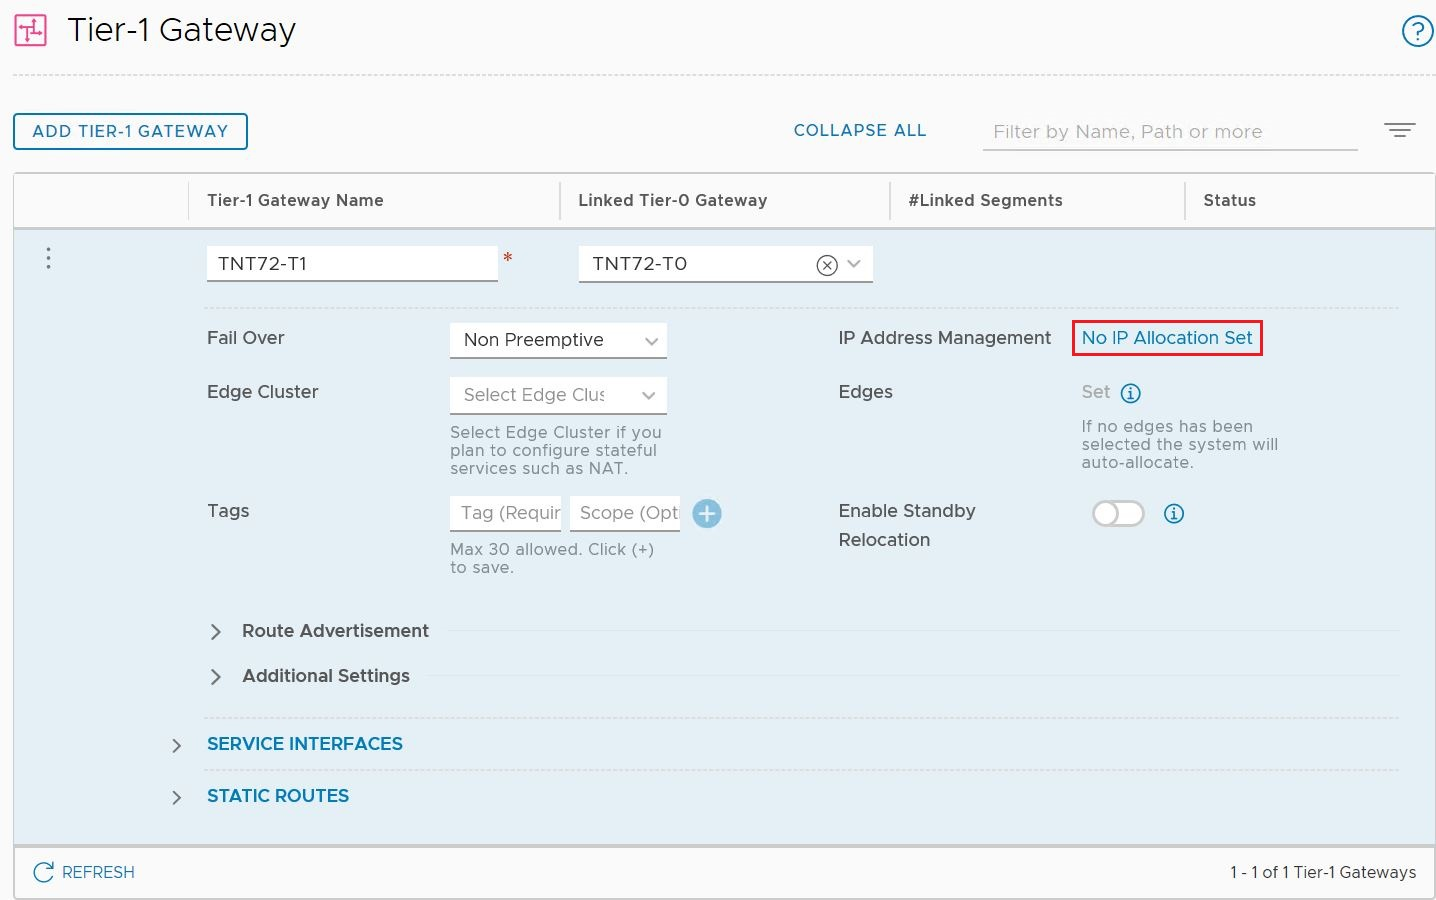 Tier-1 Gateway
?
ADD TIER-1 GATEWAY
COLLAPSE ALL
Filter by Name, Path or more
Tier-1 Gateway Name
Linked Tier-0 Gateway
#Linked Segments
Status
TNT72-T1 *
TNT72-T0
Fail Over
Non Preemptive
IP Address Management
No IP Allocation Set
Edge Cluster
Select Edge Clus
Select Edge Cluster if you
plan to configure stateful
services such as NAT.
Edges
Set
If no edges has been
selected the system will
auto-allocate.
Tags
Tag (Requir
Scope (Opti
Max 30 allowed. Click (+)
to save.
Enable Standby
Relocation
Route Advertisement
Additional Settings
SERVICE INTERFACES
STATIC ROUTES
REFRESH
1 - 1 of 1 Tier-1 Gateways